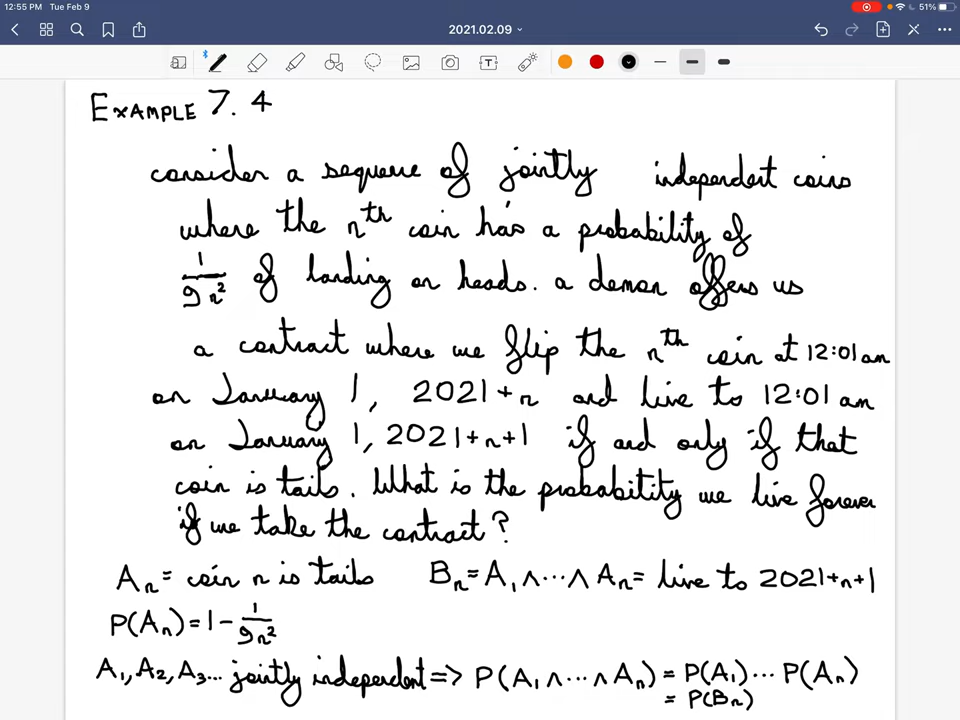 12:55 PM Tue Feb 9
51%
2021.02.09
EXAMPLE 7.4
consider a sequence of jointly independent coins
where the n^th coin has a probability of
1/9n² of landing on heads. a demon offers us
a contract where we flip the n^th coin at 12:01 am
on January 1, 2021+n and live to 12:01 am
on January 1, 2021+n+1 if and only if that
coin is tails. What is the probability we live forever
if we take the contract?
Aₙ = coin n is tails Bₙ = A₁ ∧ ··· ∧ Aₙ = live to 2021+n+1
P(Aₙ) = 1 - 1/9n²
A₁, A₂, A₃... jointly independent => P(A₁ ∧ ··· ∧ Aₙ) = P(A₁) ··· P(Aₙ)
= P(Bₙ)